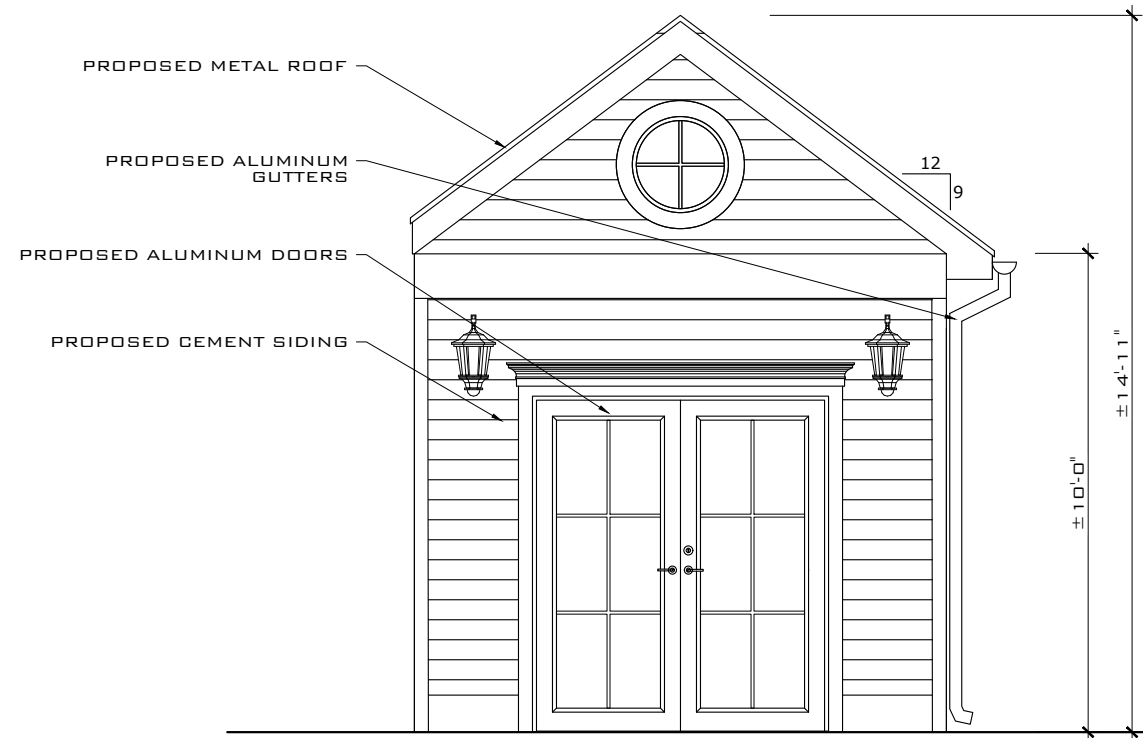 PROPOSED METAL ROOF
PROPOSED ALUMINUM
GUTTERS
12
9
PROPOSED ALUMINUM DOORS
PROPOSED CEMENT SIDING
±14'-11"
±10'-0"